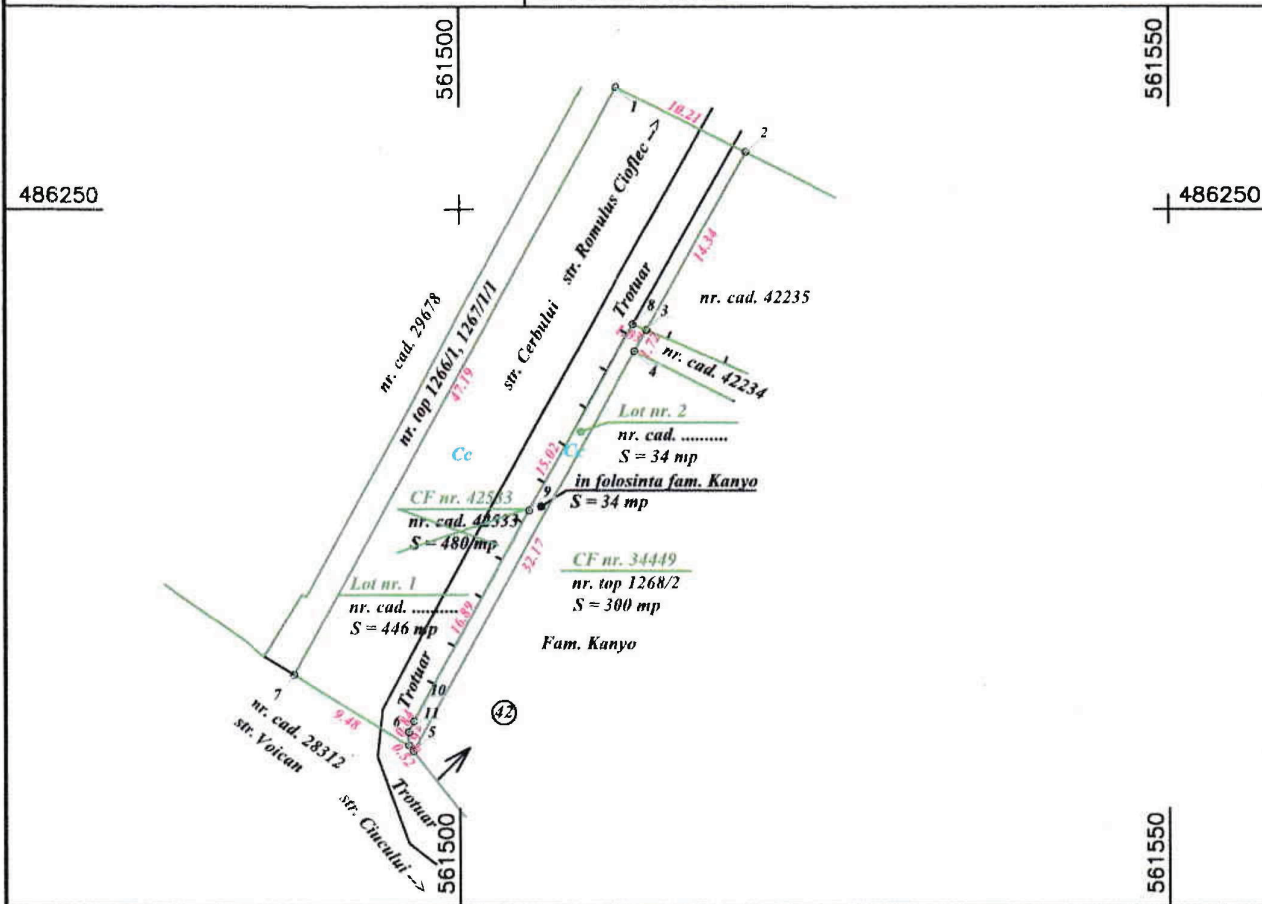 561500
561550
1
10.21
2
486250
486250
str. Romulus Cioflec -->
str. Cerbului
14.34
nr. cad. 29678
nr. top 1266/1, 1267/1/1
47.19
Trotuar
8
3
nr. cad. 42235
1.72
nr. cad. 42234
4
Lot nr. 2
nr. cad. ..........
S = 34 mp
Cc
Cc
15.02
in folosinta fam. Kanyo
S = 34 mp
9
CF nr. 42533
nr. cad. 42533
S = 480 mp
32.17
CF nr. 34449
nr. top 1268/2
S = 300 mp
Lot nr. 1
nr. cad. ..........
S = 446 mp
16.89
Fam. Kanyo
Trotuar
10
11
6
5
42
7
9.48
0.52
nr. cad. 28312
str. Voican
Trotuar
str. Ciucului -->
561500
561550